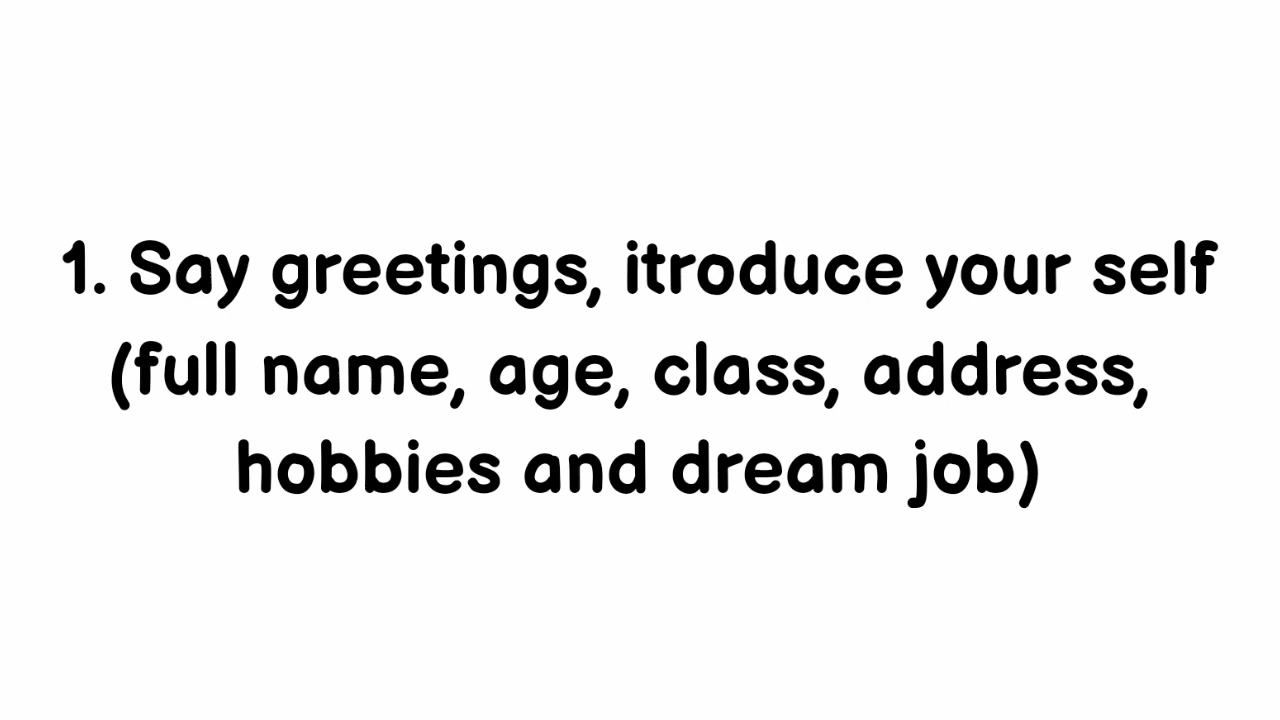 1. Say greetings, itroduce your self
(full name, age, class, address,
hobbies and dream job)